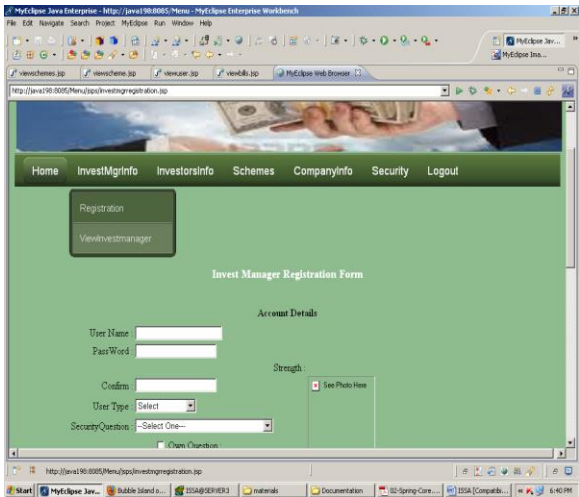 MyEclipse Java Enterprise - http://java198:8085/Menu - MyEclipse Enterprise Workbench
File Edit Navigate Search Project MyEclipse Run Window Help
MyEclipse Jav...
MyEclipse Ima...
viewschemes.jsp viewscheme.jsp viewuser.jsp viewbills.jsp MyEclipse Web Browser
http://java198:8085/Menu/jsps/investmgrregistration.jsp
Home InvestMgrInfo InvestorsInfo Schemes CompanyInfo Security Logout
Registration
ViewInvestmanager
Invest Manager Registration Form
Account Details
User Name :
PassWord :
Strength :
See Photo Here
Confirm :
User Type : Select
SecurityQuestion : --Select One---
Own Question :
http://java198:8085/Menu/jsps/investmgrregistration.jsp
Start MyEclipse Jav... Bubble Island o... ISSA@SERVER3 materials Documentation 02-Spring-Core.... ISSA [Compatibi... 6:40 PM